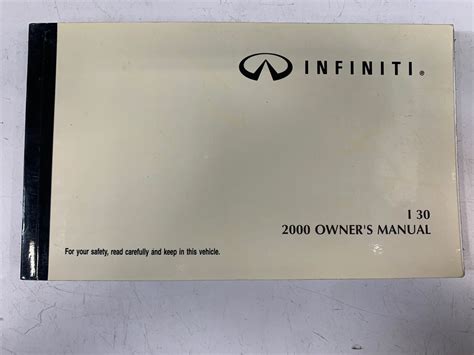 INFINITI®
I 30
2000 OWNER'S MANUAL
For your safety, read carefully and keep in this vehicle.